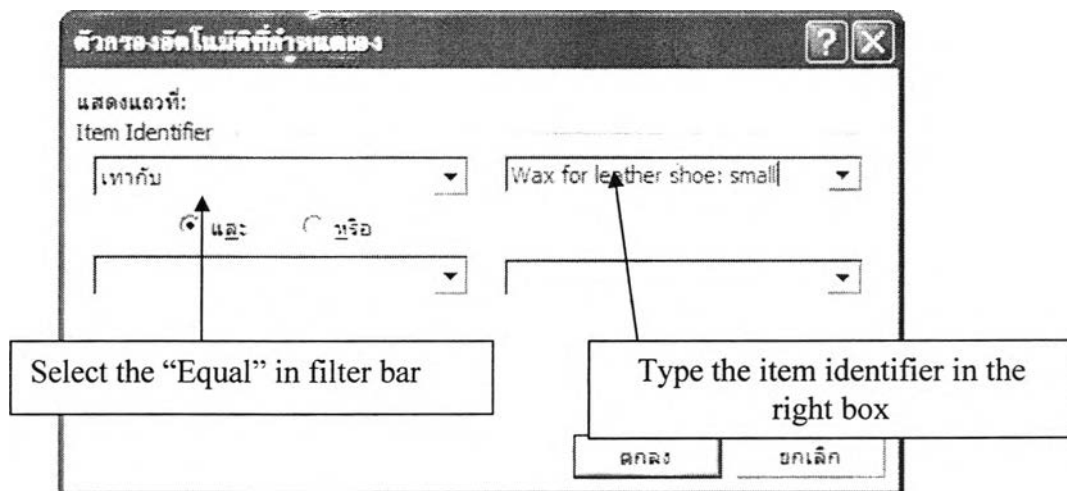 ตัวกรองอัตโนมัติที่กำหนดเอง
แสดงแถวที่:
Item Identifier
เท่ากับ
Wax for leather shoe: small
และ
หรือ
Select the “Equal” in filter bar
Type the item identifier in the
right box
ตกลง
ยกเลิก